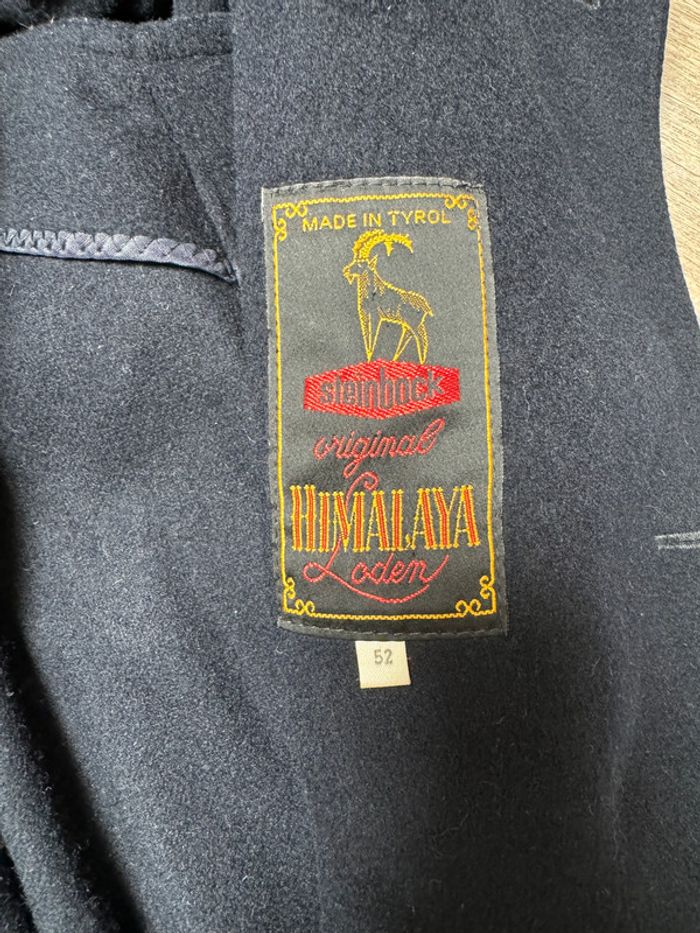 MADE IN TYROL
steinbock
original
HIMALAYA
Loden
52